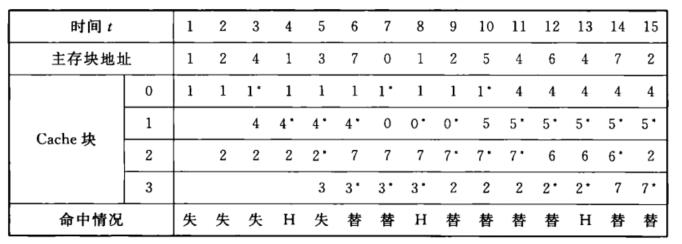 时间 t 1 2 3 4 5 6 7 8 9 10 11 12 13 14 15
主存块地址 1 2 4 1 3 7 0 1 2 5 4 6 4 7 2
Cache 块 0 1 1 1* 1 1 1 1* 1 1 1* 4 4 4 4 4
1 4 4* 4* 4* 0 0* 0* 5 5* 5* 5* 5* 5*
2 2 2 2 2* 7 7 7 7* 7* 7* 6 6 6* 2
3 3 3* 3* 3* 2 2 2 2* 2* 7 7*
命中情况 失 失 失 H 失 替 替 H 替 替 替 替 H 替 替